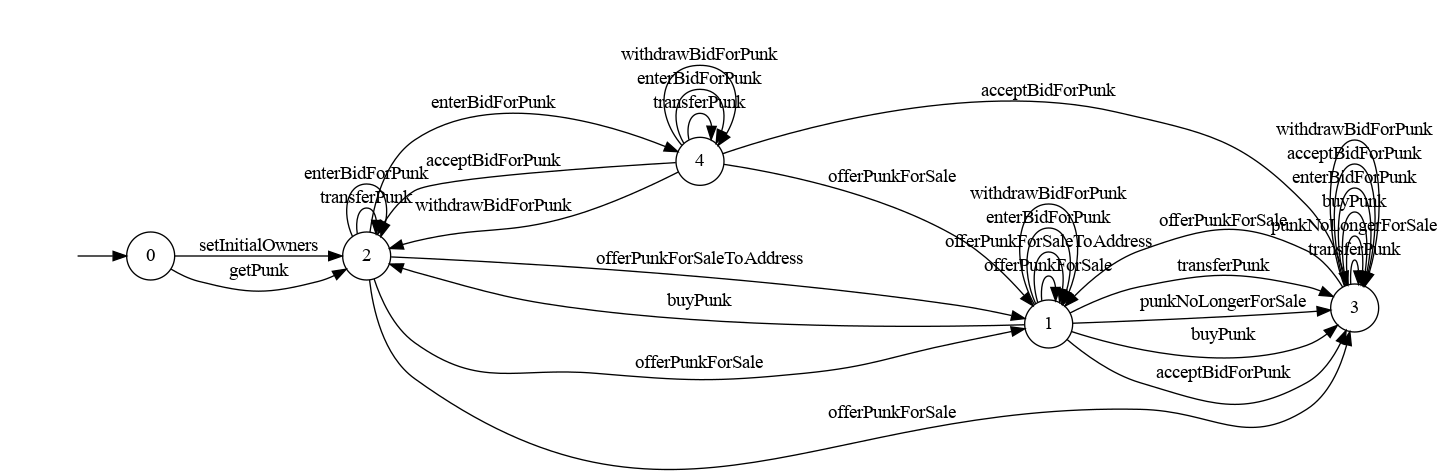 withdrawBidForPunk
enterBidForPunk
transferPunk
4
enterBidForPunk
acceptBidForPunk
withdrawBidForPunk
acceptBidForPunk
offerPunkForSale
enterBidForPunk
transferPunk
0
setInitialOwners
getPunk
2
offerPunkForSaleToAddress
buyPunk
offerPunkForSale
offerPunkForSale
withdrawBidForPunk
enterBidForPunk
offerPunkForSaleToAddress
offerPunkForSale
1
offerPunkForSale
transferPunk
punkNoLongerForSale
buyPunk
acceptBidForPunk
withdrawBidForPunk
acceptBidForPunk
enterBidForPunk
buyPunk
punkNoLongerForSale
transferPunk
3